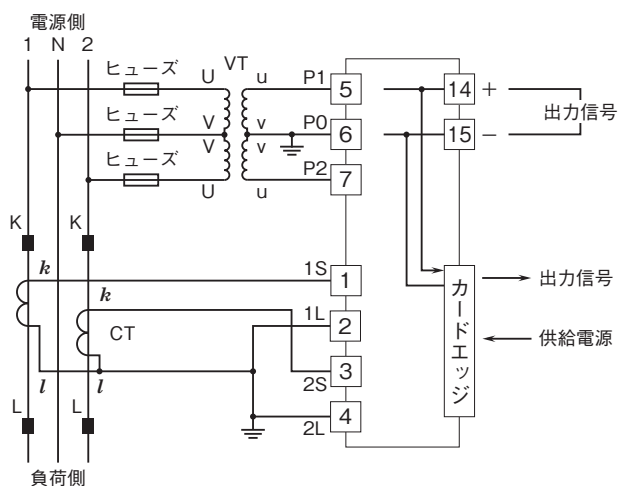 電源側
1 N 2
ヒューズ
U VT u P1 5 14 + 
出力信号
ヒューズ
V v P0 6 15 −
V v
ヒューズ
U u P2 7
K K
k 1S 1
k 1L 2
CT
l l 2S 3
L L 2L 4
カードエッジ
出力信号
供給電源
負荷側